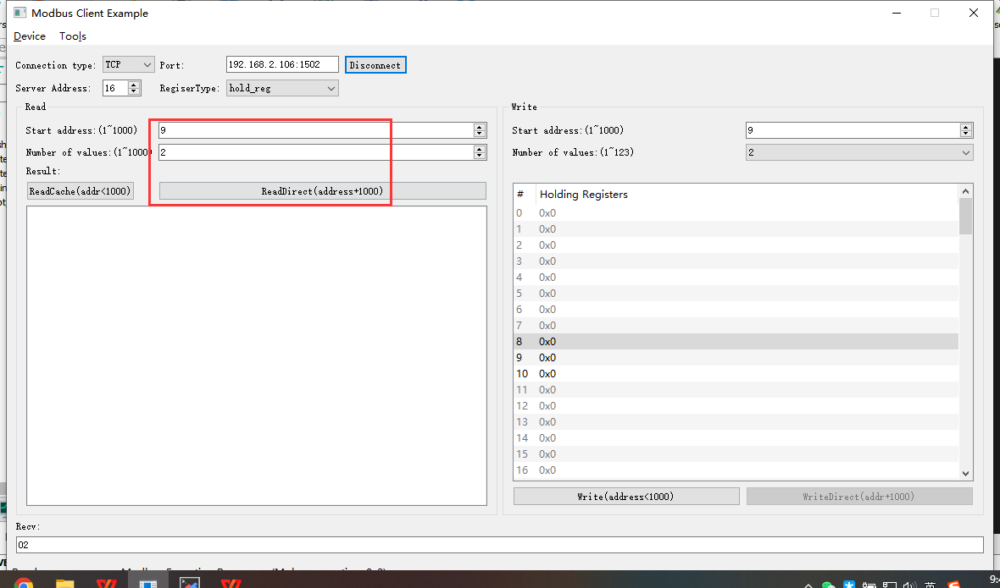 Modbus Client Example
Device Tools
Connection type: TCP Port: 192.168.2.106:1502 Disconnect
Server Address: 16 RegiserType: hold_reg
Read
Start address:(1~1000) 9
Number of values:(1~1000) 2
Result:
ReadCache(addr<1000) ReadDirect(address+1000)
Write
Start address:(1~1000) 9
Number of values:(1~123) 2
# Holding Registers
0 0x0
1 0x0
2 0x0
3 0x0
4 0x0
5 0x0
6 0x0
7 0x0
8 0x0
9 0x0
10 0x0
11 0x0
12 0x0
13 0x0
14 0x0
15 0x0
16 0x0
Write(address<1000) WriteDirect(addr+1000)
Recv:
02
英